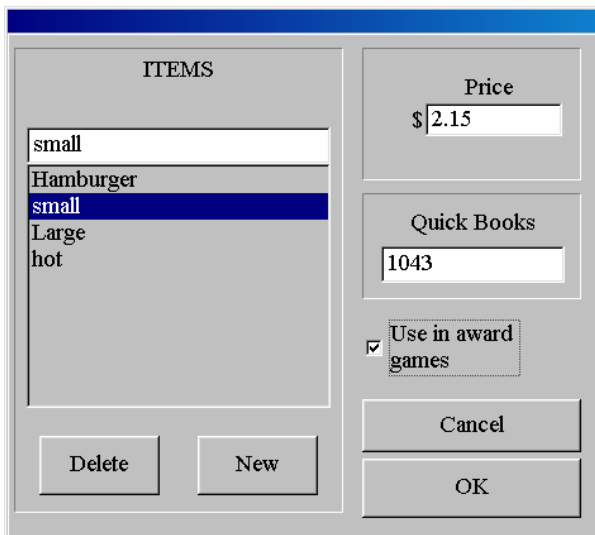 ITEMS
small
Hamburger
small
Large
hot
Delete
New
Price
$ 2.15
Quick Books
1043
Use in award
games
Cancel
OK